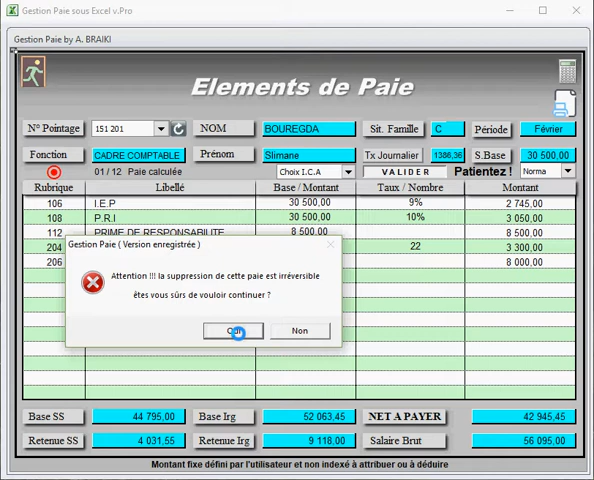 Gestion Paie sous Excel v.Pro
Gestion Paie by A. BRAIKI
Elements de Paie
N° Pointage 151 201 NOM BOUREGDA Sit. Famille C Période Février
Fonction CADRE COMPTABLE Prénom Slimane Tx Journalier 1386,36 S.Base 30 500,00
01 / 12 Paie calculée Choix I.C.A VALIDER Patientez ! Norma
Rubrique Libellé Base / Montant Taux / Nombre Montant
106 I.E.P 30 500,00 9% 2 745,00
108 P.R.I 30 500,00 10% 3 050,00
112 PRIME DE RESPONSABILITE 8 500,00 8 500,00
204 22 3 300,00
206 8 000,00
Gestion Paie ( Version enregistrée )
Attention !!! la suppression de cette paie est irréversible
êtes vous sûrs de vouloir continuer ?
Non
Base SS 44 795,00 Base Irg 52 063,45 NET A PAYER 42 945,45
Retenue SS 4 031,55 Retenue Irg 9 118,00 Salaire Brut 56 095,00
Montant fixe défini par l'utilisateur et non indexé à attribuer ou à déduire